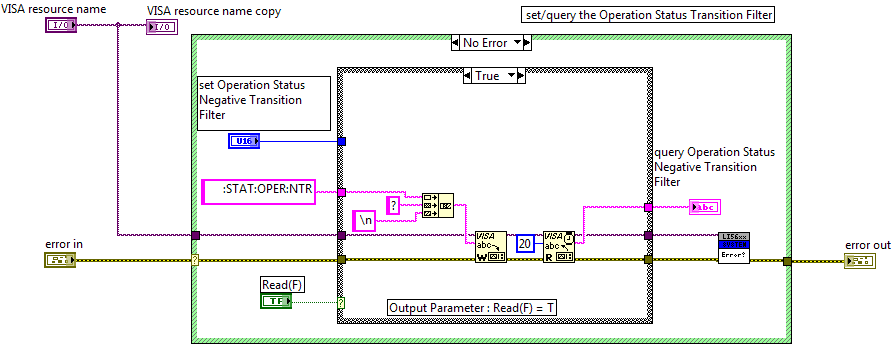 VISA resource name
I/O
VISA resource name copy
I/O
set/query the Operation Status Transition Filter
No Error
True
set Operation Status
Negative Transition
Filter
U16
query Operation Status
Negative Transition
Filter
:STAT:OPER:NTR
?
\n
abc
VISA
abc
W
20
VISA
abc
R
LIS6xx
Error?
error in
error out
?
Read(F)
TF
?
Output Parameter : Read(F) = T